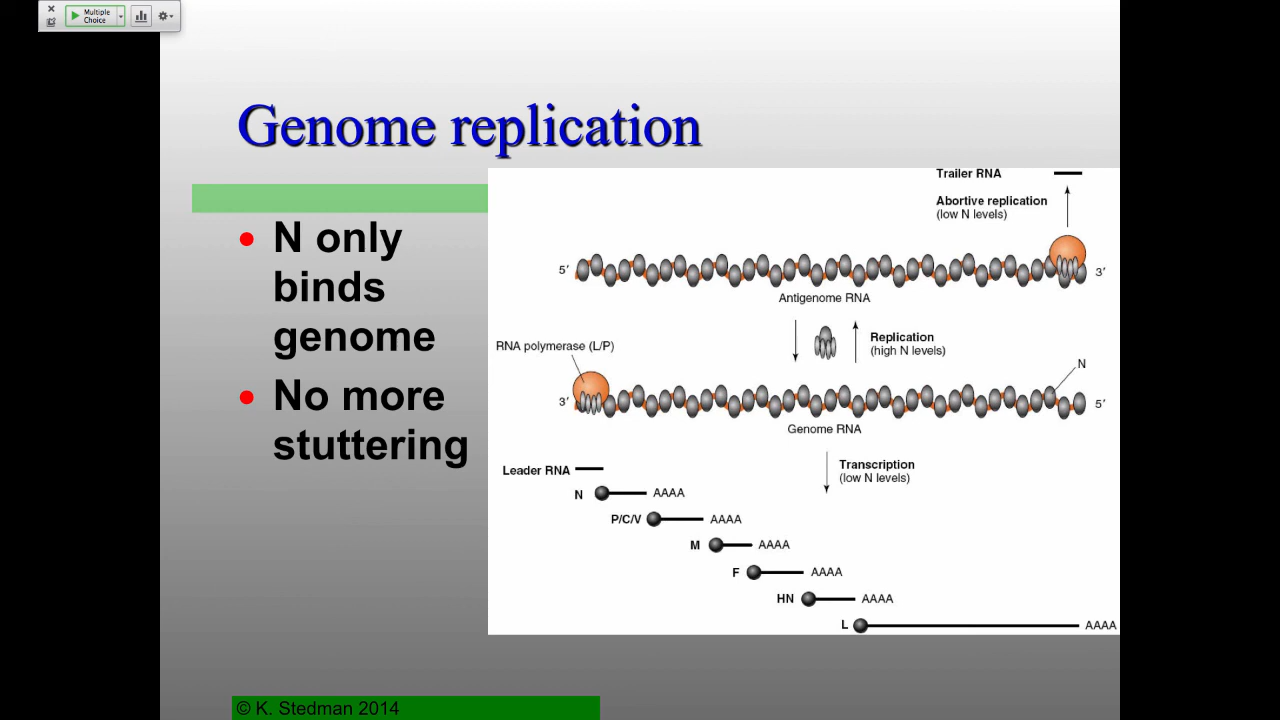 Multiple
Choice
Genome replication
• N only
binds
genome
• No more
stuttering
Trailer RNA
Abortive replication
(low N levels)
5′
3′
Antigenome RNA
RNA polymerase (L/P)
Replication
(high N levels)
N
3′
5′
Genome RNA
Transcription
(low N levels)
Leader RNA
N AAAA
P/C/V AAAA
M AAAA
F AAAA
HN AAAA
L AAAA
© K. Stedman 2014